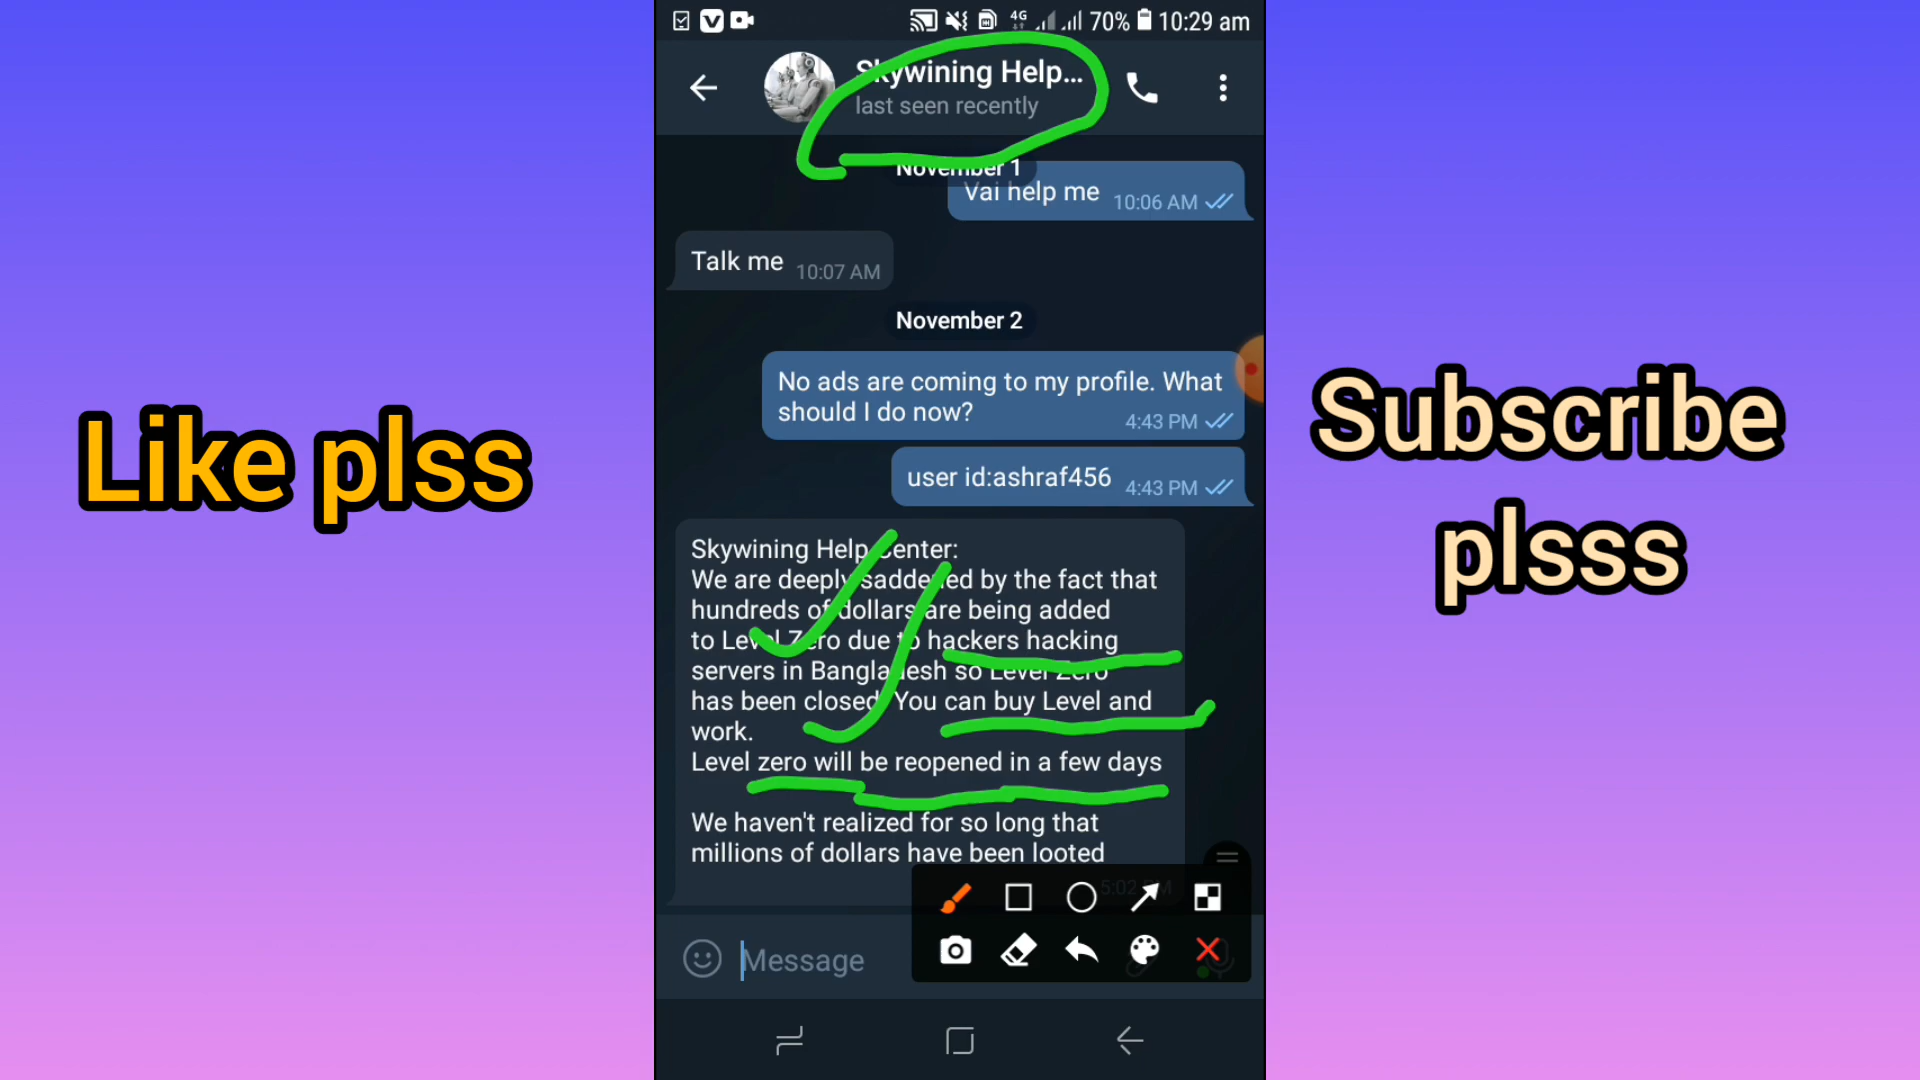 4G 70% 10:29 am
Skywining Help...
last seen recently
November 1
Vai help me 10:06 AM
Talk me 10:07 AM
November 2
No ads are coming to my profile. What
should I do now? 4:43 PM
user id:ashraf456 4:43 PM
Skywining Help Center:
We are deeply saddened by the fact that
hundreds of dollars are being added
to Level Zero due to hackers hacking
servers in Bangladesh so Level Zero
has been closed. You can buy Level and
work.
Level zero will be reopened in a few days
We haven't realized for so long that
millions of dollars have been looted
5:02 PM
Message
Like plss
Subscribe
plsss